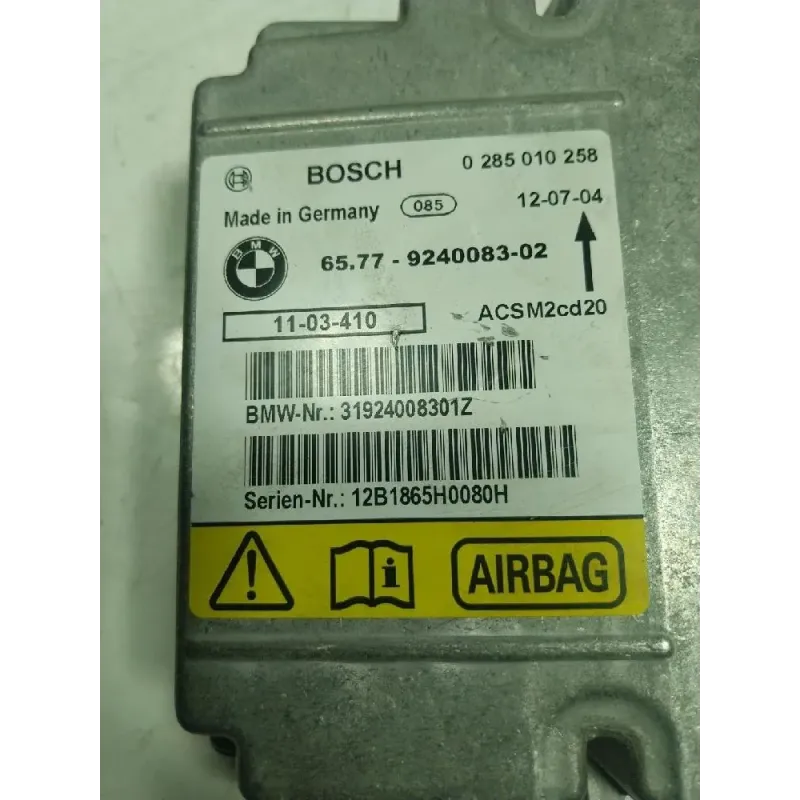 BOSCH 0 285 010 258
Made in Germany 085 12-07-04
BMW 65.77 - 9240083-02
11-03-410 ACSM2cd20
BMW-Nr.: 31924008301Z
Serien-Nr.: 12B1865H0080H
i AIRBAG